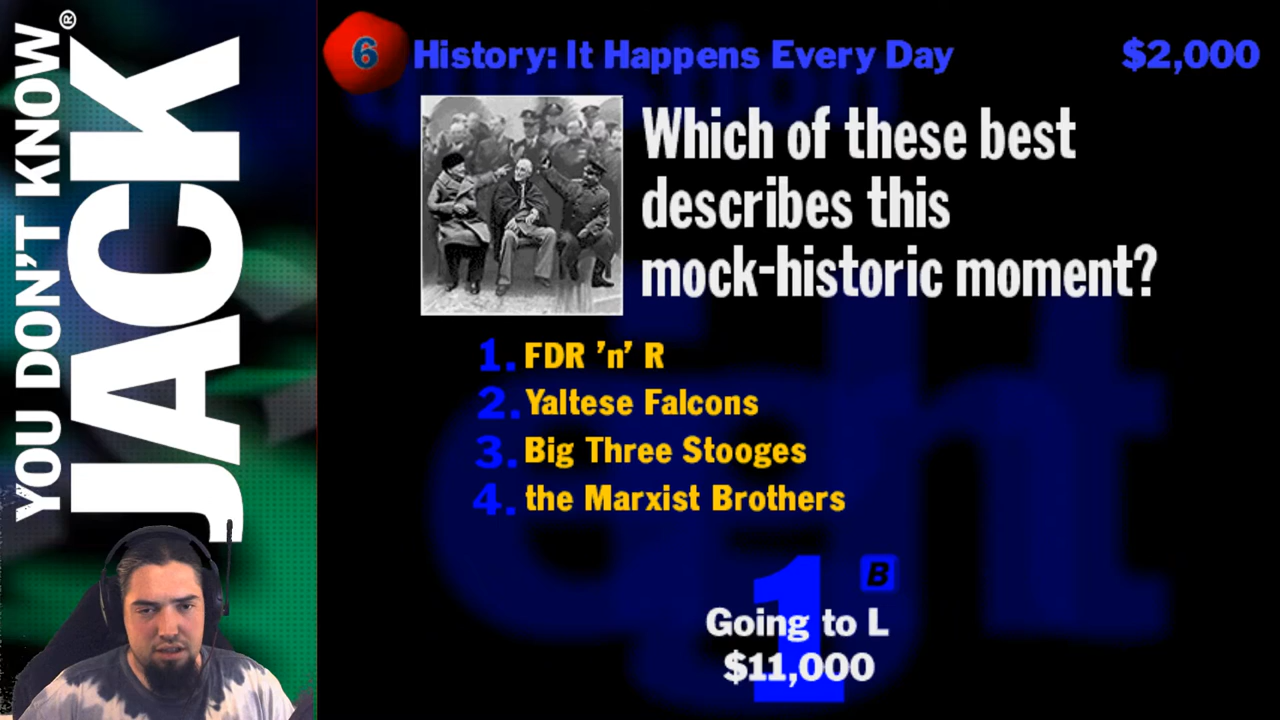 YOU DON'T KNOW
JACK®
6
History: It Happens Every Day
$2,000
question
Which of these best
describes this
mock-historic moment?
1. FDR 'n' R
2. Yaltese Falcons
3. Big Three Stooges
4. the Marxist Brothers
eight
1
B
Going to L
$11,000